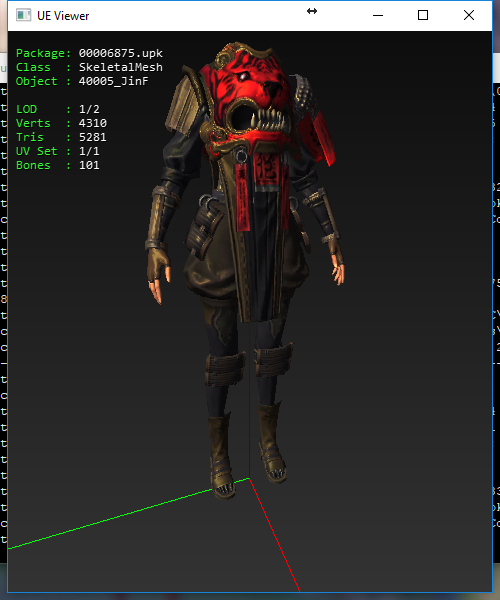 UE Viewer
Package: 00006875.upk
Class : SkeletalMesh
Object : 40005_JinF
LOD : 1/2
Verts : 4310
Tris : 5281
UV Set : 1/1
Bones : 101